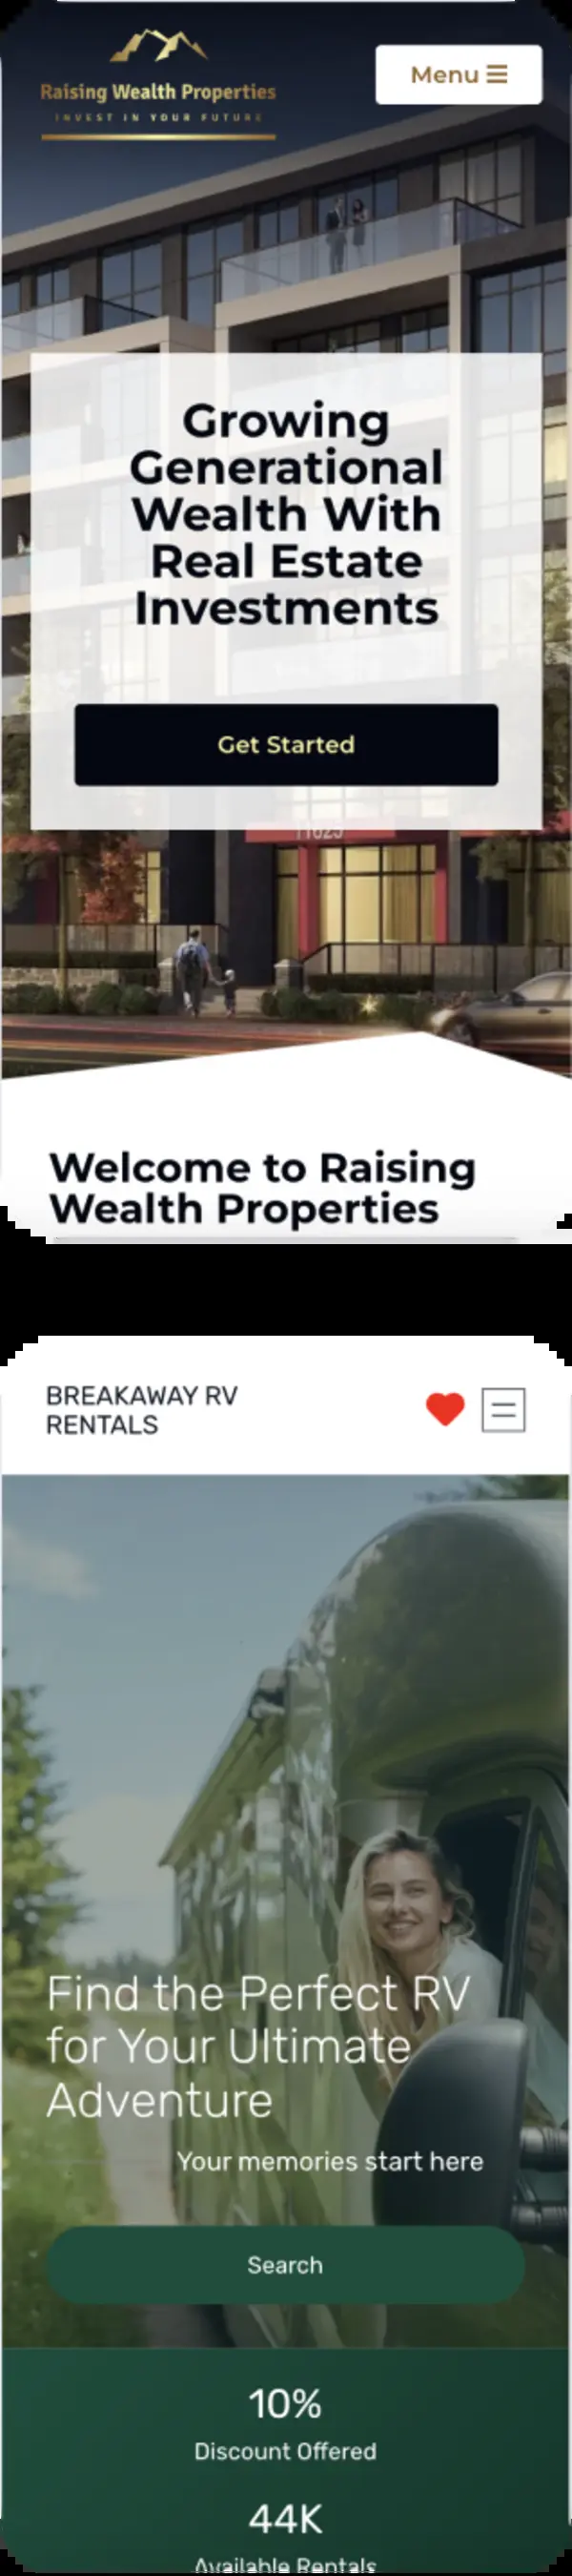 Raising Wealth Properties
INVEST IN YOUR FUTURE
Menu
Growing
Generational
Wealth With
Real Estate
Investments
Get Started
11625
Welcome to Raising
Wealth Properties
BREAKAWAY RV
RENTALS
Find the Perfect RV
for Your Ultimate
Adventure
Your memories start here
Search
10%
Discount Offered
44K
Available Rentals